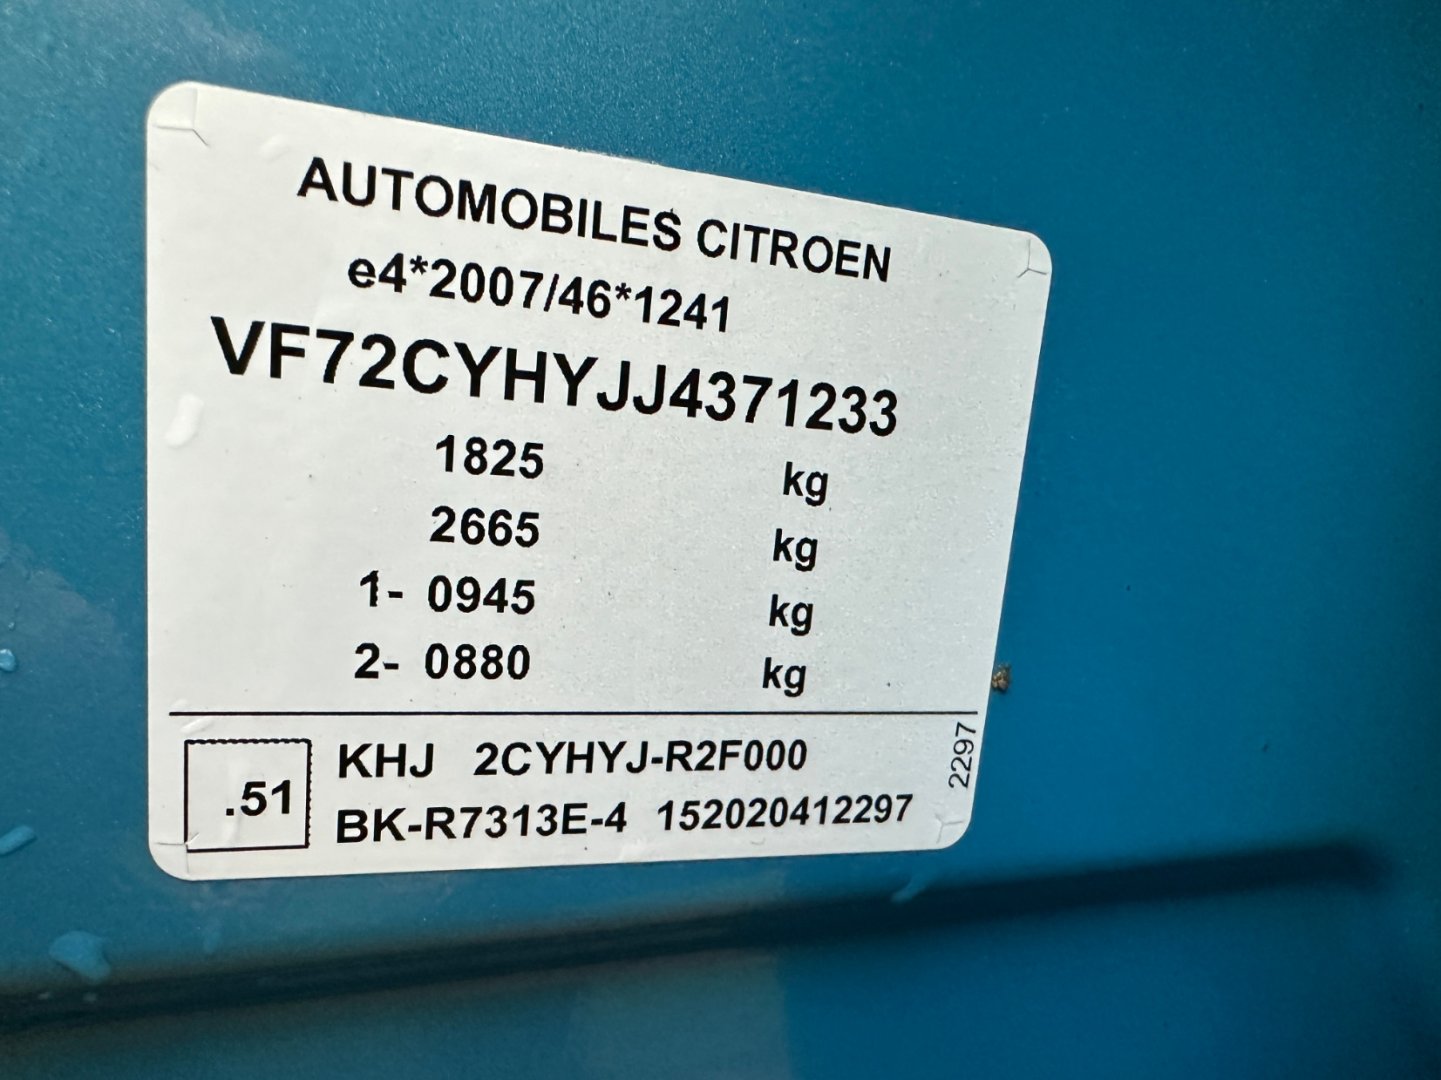 AUTOMOBILES CITROEN
e4*2007/46*1241
VF72CYHYJJ4371233
1825 kg
2665 kg
1- 0945 kg
2- 0880 kg
.51
KHJ 2CYHYJ-R2F000
BK-R7313E-4 152020412297
2297